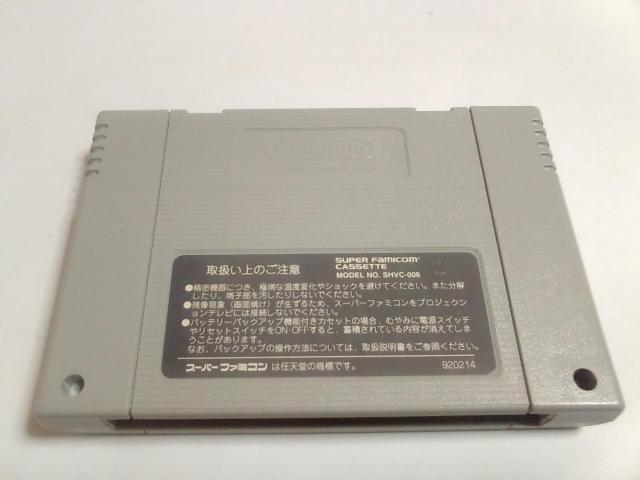 Nintendo
取扱い上のご注意
SUPER FAMICOM
CASSETTE
MODEL NO. SHVC-006
●精密機器につき、極端な温度変化やショックを避けてください。また分解
したり、端子部を汚したりしないでください。
●残像現象（画面焼け）が生ずるため、スーパーファミコンをプロジェクショ
ンテレビには接続しないでください。
●バッテリーバックアップ機能付きカセットの場合、むやみに電源スイッチ
やリセットスイッチをON・OFFすると、蓄積されている内容が消えてしま
うことがあります。
なお、バックアップの操作方法については、取扱説明書をご参照ください。
スーパーファミコン は任天堂の商標です。
920214